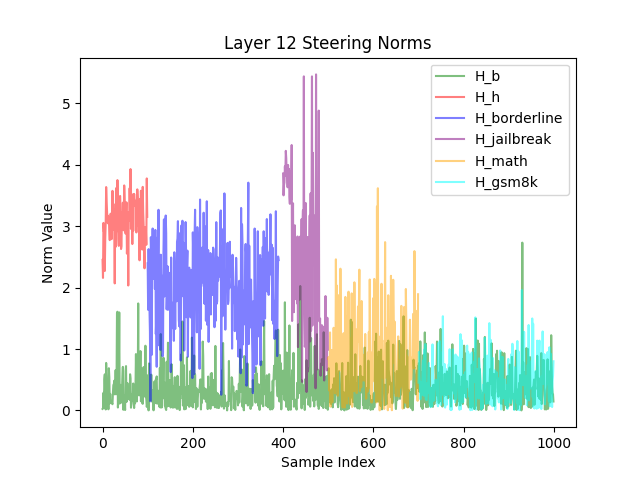 Layer 12 Steering Norms
H_b
H_h
H_borderline
H_jailbreak
H_math
H_gsm8k
Norm Value
5
4
3
2
1
0
0 200 400 600 800 1000
Sample Index